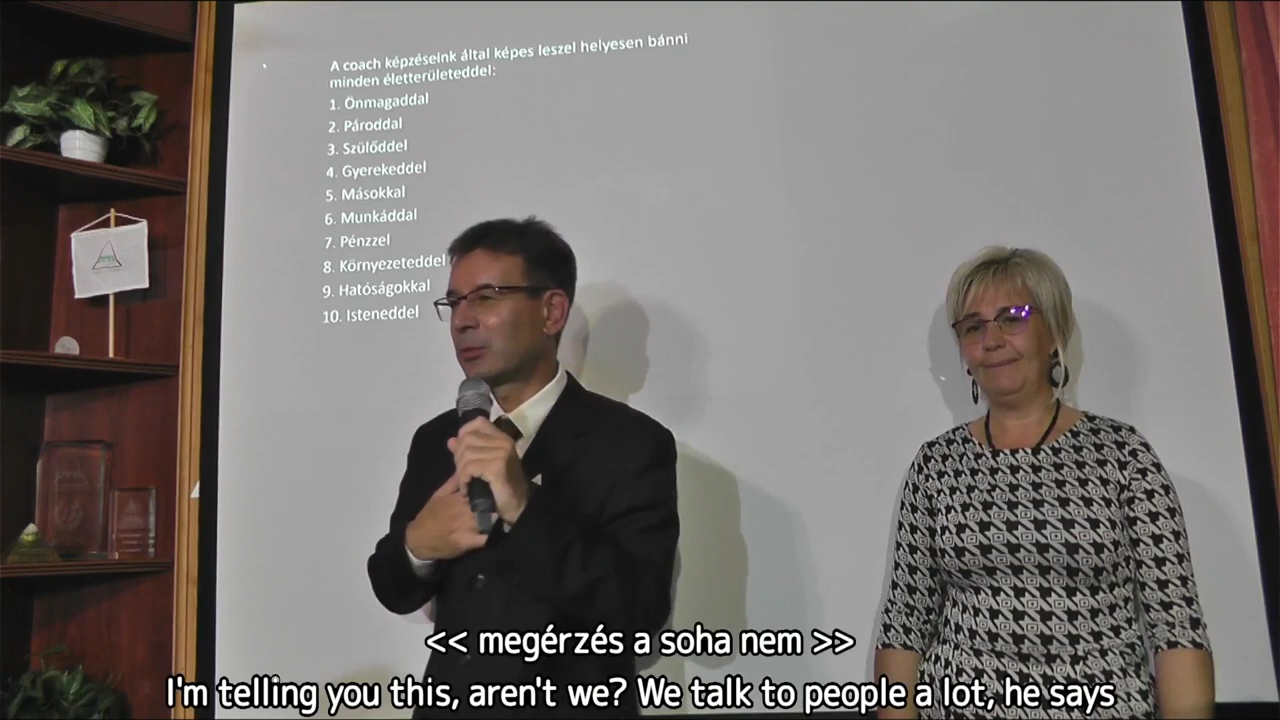 A coach képzéseink által képes leszel helyesen bánni
minden életterületeddel:
1. Önmagaddal
2. Pároddal
3. Szülőddel
4. Gyerekeddel
5. Másokkal
6. Munkáddal
7. Pénzzel
8. Környezeteddel
9. Hatóságokkal
10. Isteneddel
<< megérzés a soha nem >>
I'm telling you this, aren't we? We talk to people a lot, he says